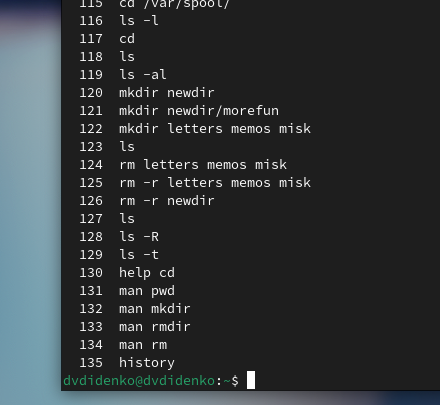 115 cd /var/spool/
116 ls -l
117 cd
118 ls
119 ls -al
120 mkdir newdir
121 mkdir newdir/morefun
122 mkdir letters memos misk
123 ls
124 rm letters memos misk
125 rm -r letters memos misk
126 rm -r newdir
127 ls
128 ls -R
129 ls -t
130 help cd
131 man pwd
132 man mkdir
133 man rmdir
134 man rm
135 history
dvdidenko@dvdidenko:~$